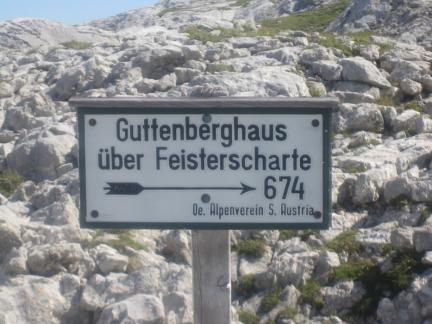 Guttenberghaus
über Feisterscharte
674
Oe. Alpenverein S. Austria